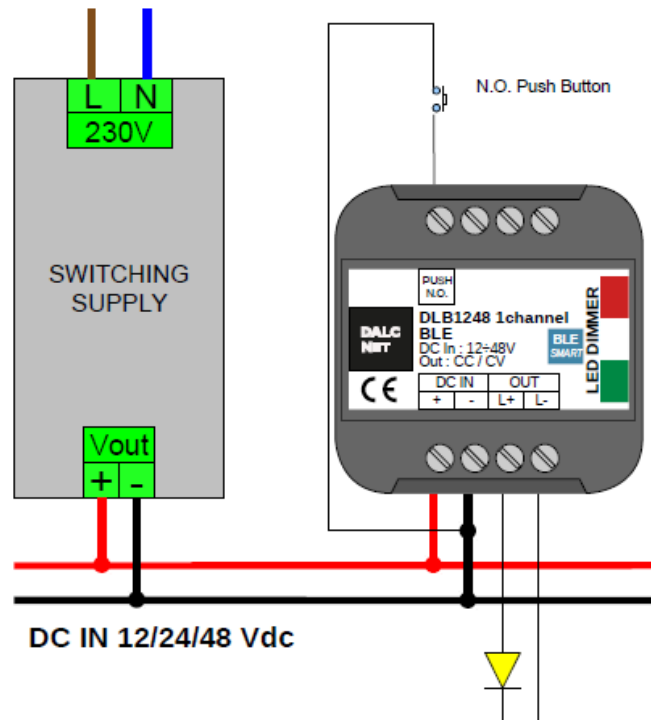 L N
230V
SWITCHING
SUPPLY
Vout
+ -
N.O. Push Button
PUSH
N.O.
DALC
NET
DLB1248 1channel
BLE
DC In : 12÷48V
Out : CC / CV
BLE
SMART
LED DIMMER
CE
DC IN OUT
+ - L+ L-
DC IN 12/24/48 Vdc